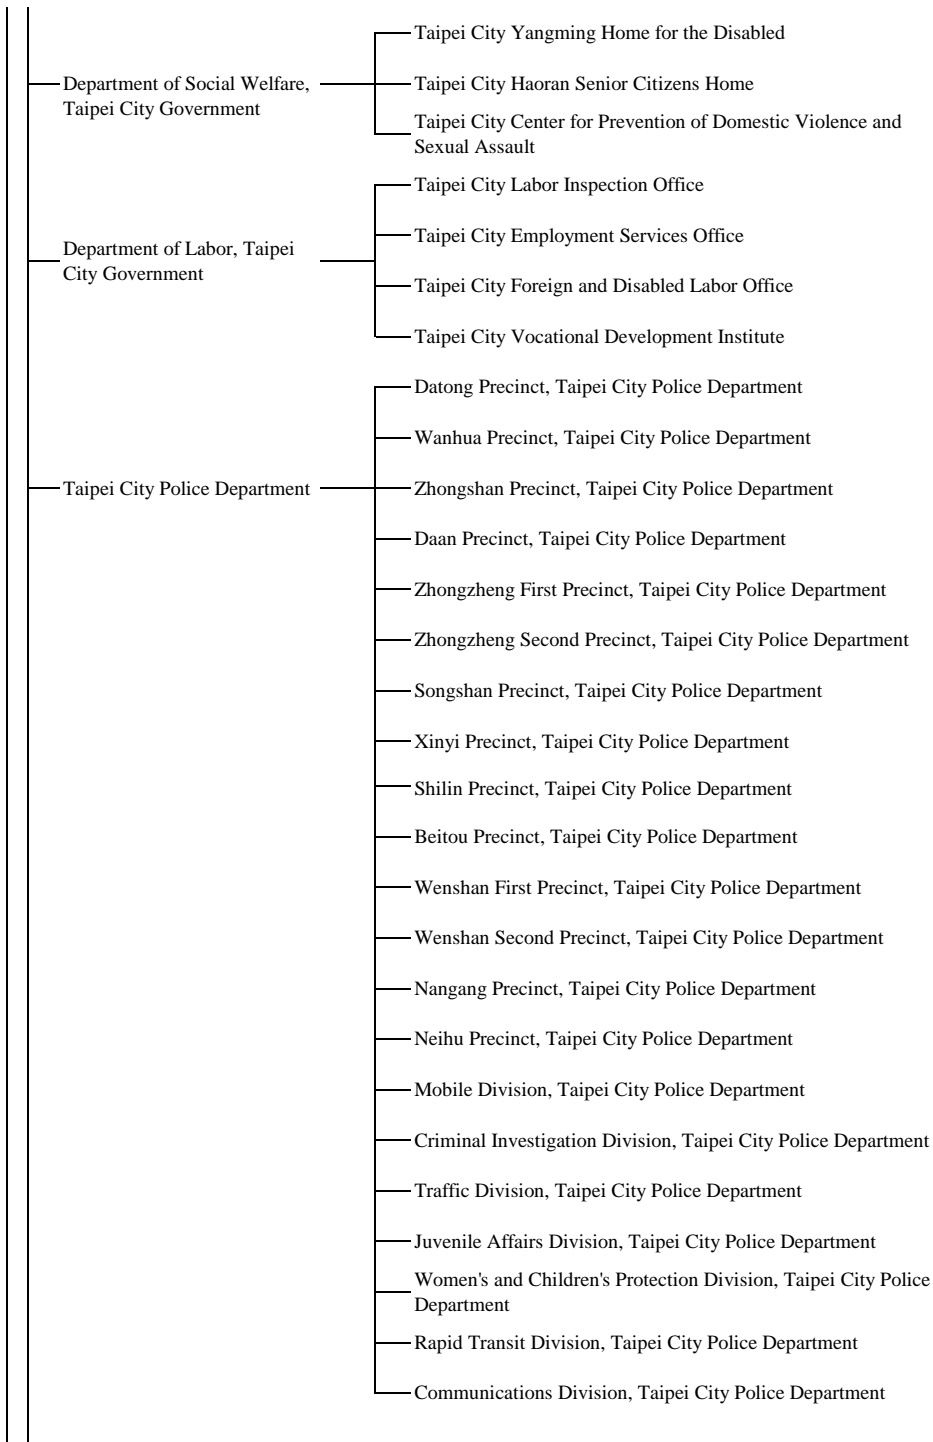 Taipei City Yangming Home for the Disabled
Department of Social Welfare,
Taipei City Government
Taipei City Haoran Senior Citizens Home
Taipei City Center for Prevention of Domestic Violence and
Sexual Assault
Taipei City Labor Inspection Office
Department of Labor, Taipei
City Government
Taipei City Employment Services Office
Taipei City Foreign and Disabled Labor Office
Taipei City Vocational Development Institute
Datong Precinct, Taipei City Police Department
Wanhua Precinct, Taipei City Police Department
Taipei City Police Department
Zhongshan Precinct, Taipei City Police Department
Daan Precinct, Taipei City Police Department
Zhongzheng First Precinct, Taipei City Police Department
Zhongzheng Second Precinct, Taipei City Police Department
Songshan Precinct, Taipei City Police Department
Xinyi Precinct, Taipei City Police Department
Shilin Precinct, Taipei City Police Department
Beitou Precinct, Taipei City Police Department
Wenshan First Precinct, Taipei City Police Department
Wenshan Second Precinct, Taipei City Police Department
Nangang Precinct, Taipei City Police Department
Neihu Precinct, Taipei City Police Department
Mobile Division, Taipei City Police Department
Criminal Investigation Division, Taipei City Police Department
Traffic Division, Taipei City Police Department
Juvenile Affairs Division, Taipei City Police Department
Women's and Children's Protection Division, Taipei City Police
Department
Rapid Transit Division, Taipei City Police Department
Communications Division, Taipei City Police Department